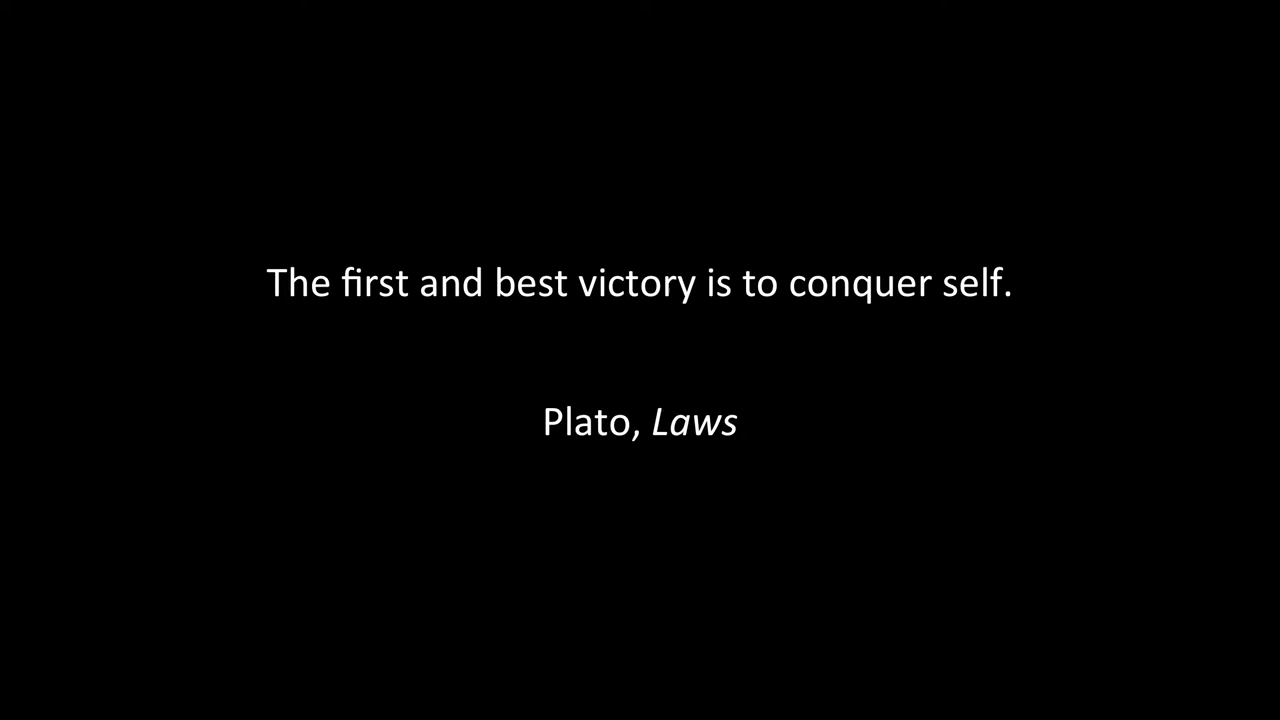 The first and best victory is to conquer self.
Plato, Laws